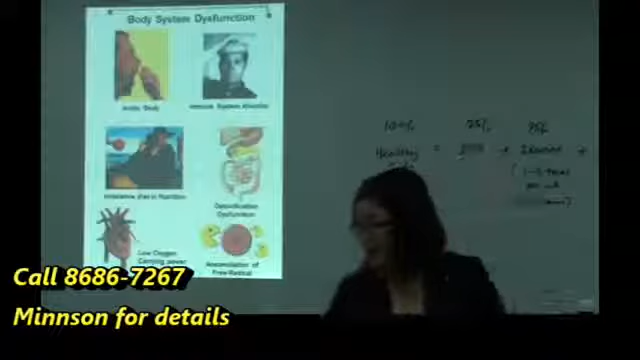 Body System Dysfunction
Acidic Body
Immune System Disorder
Imbalance Diet in Nutrition
Detoxification
Dysfunction
Low Oxygen
Carrying power
Accumulation of
Free-Radical
100%
25%
Healthy
=
+
+
Call 8686-7267
Minnson for details